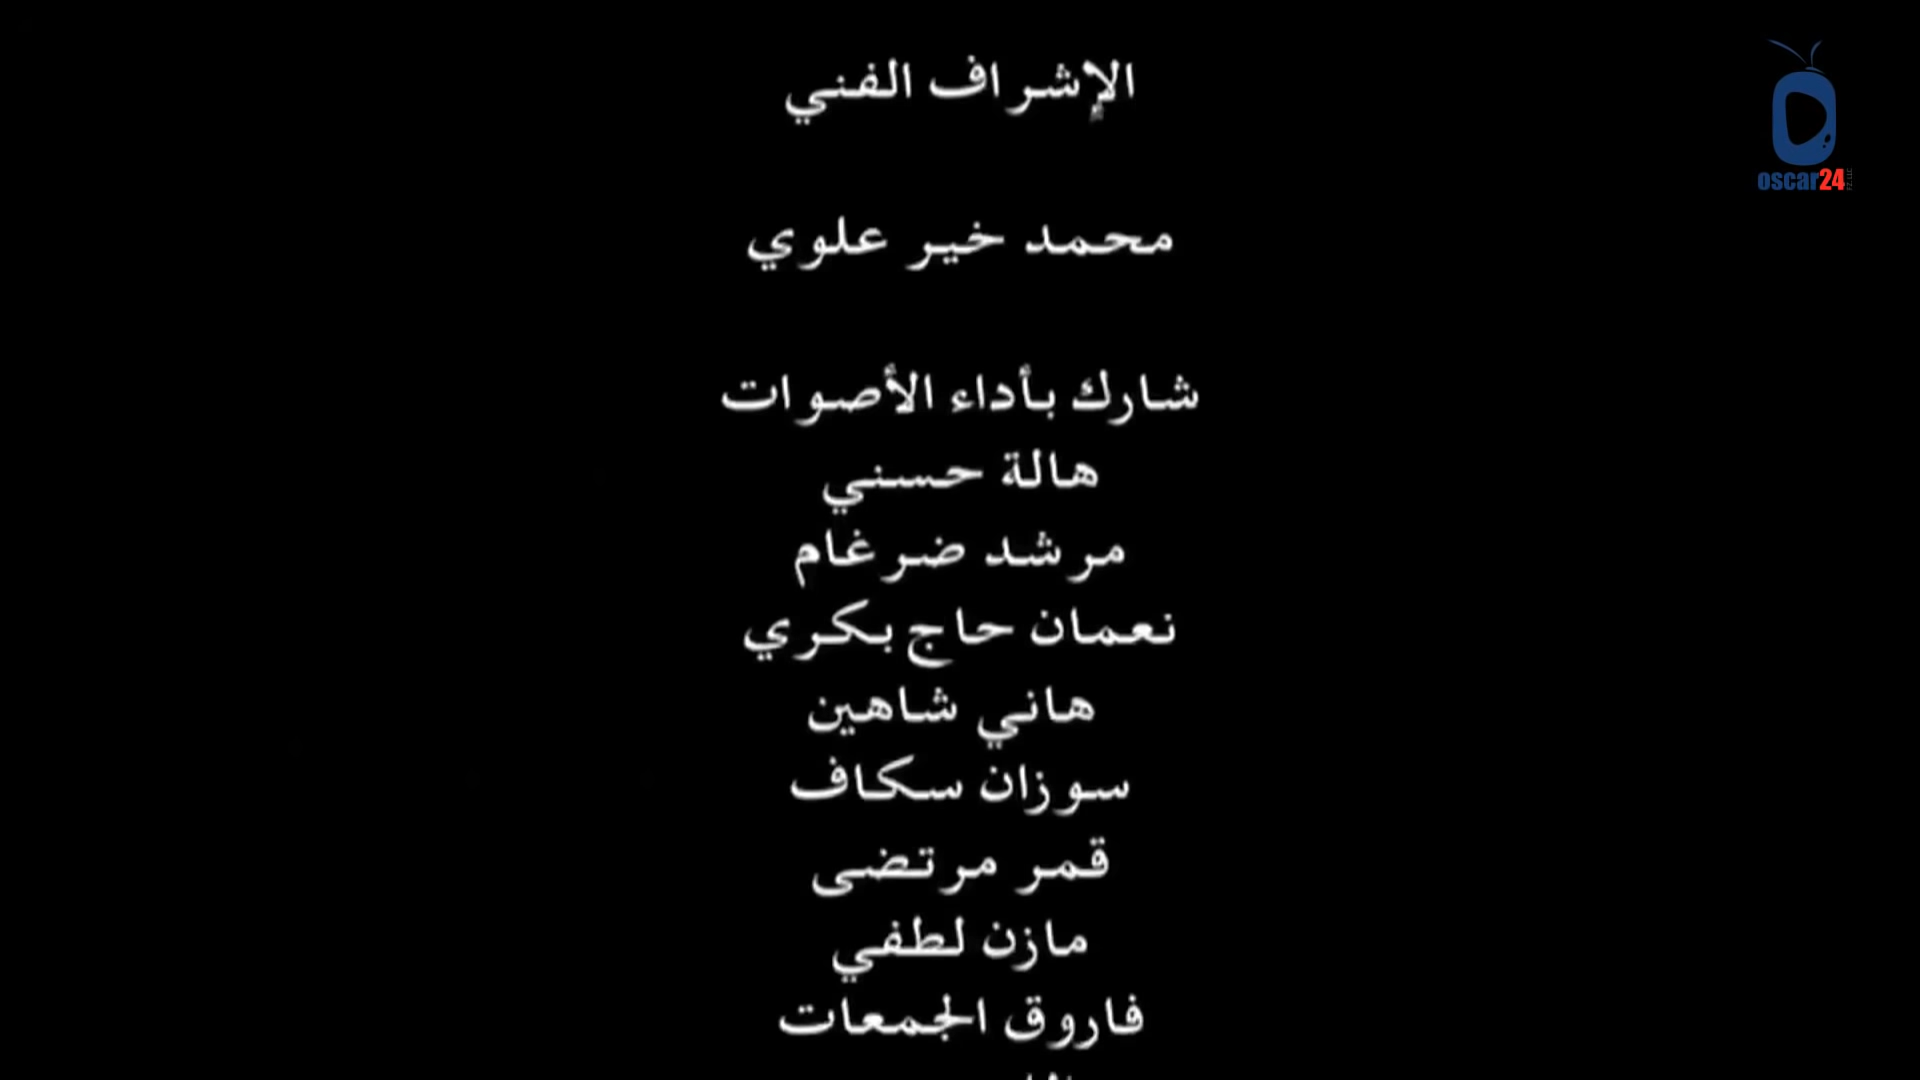 الإشراف الفني
محمد خير علوي
شارك بأداء الأصوات
هالة حسني
مرشد ضرغام
نعمان حاج بكري
هاني شاهين
سوزان سكاف
قمر مرتضى
مازن لطفي
فاروق الجمعات
oscar24